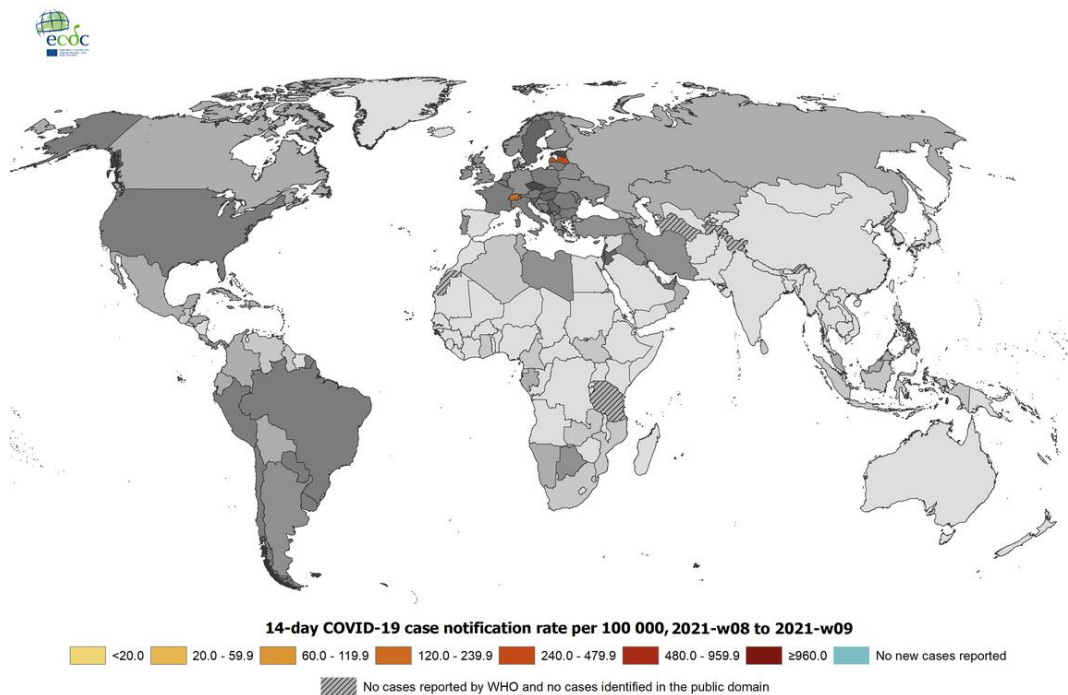 ecdc
14-day COVID-19 case notification rate per 100 000, 2021-w08 to 2021-w09
<20.0
20.0 - 59.9
60.0 - 119.9
120.0 - 239.9
240.0 - 479.9
480.0 - 959.9
≥960.0
No new cases reported
No cases reported by WHO and no cases identified in the public domain